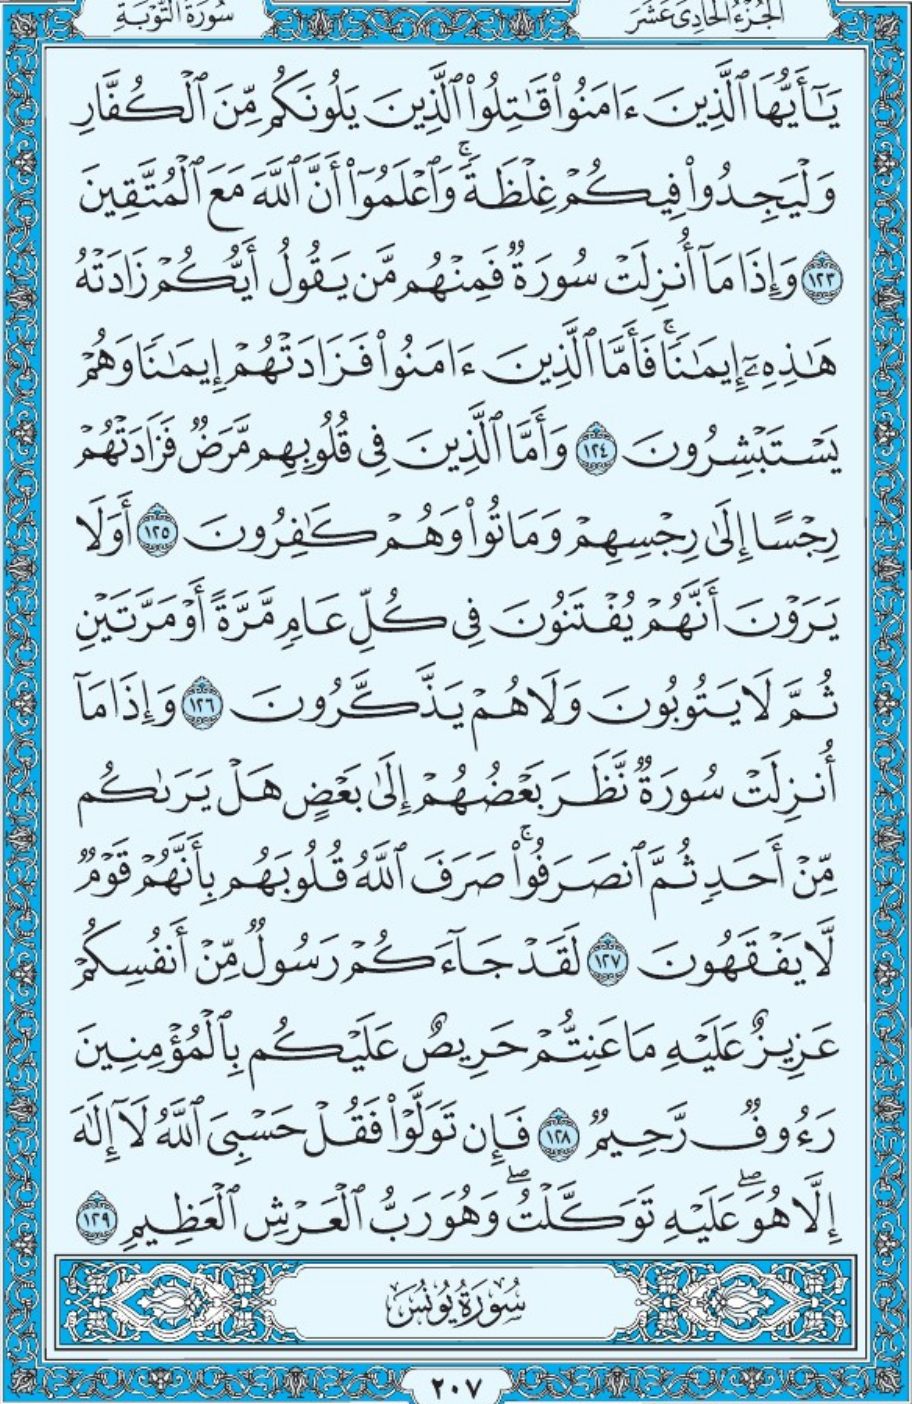 الجزء الحادي عشر
سورة التوبة
يَـٰٓأَيُّهَا ٱلَّذِينَ ءَامَنُوا۟ قَـٰتِلُوا۟ ٱلَّذِينَ يَلُونَكُم مِّنَ ٱلْكُفَّارِ
وَلْيَجِدُوا۟ فِيكُمْ غِلْظَةً ۚ وَٱعْلَمُوٓا۟ أَنَّ ٱللَّهَ مَعَ ٱلْمُتَّقِينَ
١٢٣ وَإِذَا مَآ أُنزِلَتْ سُورَةٌ فَمِنْهُم مَّن يَقُولُ أَيُّكُمْ زَادَتْهُ
هَـٰذِهِۦٓ إِيمَـٰنًا ۚ فَأَمَّا ٱلَّذِينَ ءَامَنُوا۟ فَزَادَتْهُمْ إِيمَـٰنًا وَهُمْ
يَسْتَبْشِرُونَ ١٢٤ وَأَمَّا ٱلَّذِينَ فِى قُلُوبِهِم مَّرَضٌ فَزَادَتْهُمْ
رِجْسًا إِلَىٰ رِجْسِهِمْ وَمَاتُوا۟ وَهُمْ كَـٰفِرُونَ ١٢٥ أَوَلَا
يَرَوْنَ أَنَّهُمْ يُفْتَنُونَ فِى كُلِّ عَامٍ مَّرَّةً أَوْ مَرَّتَيْنِ
ثُمَّ لَا يَتُوبُونَ وَلَا هُمْ يَذَّكَّرُونَ ١٢٦ وَإِذَا مَآ
أُنزِلَتْ سُورَةٌ نَّظَرَ بَعْضُهُمْ إِلَىٰ بَعْضٍ هَلْ يَرَىٰكُم
مِّنْ أَحَدٍ ثُمَّ ٱنصَرَفُوا۟ ۚ صَرَفَ ٱللَّهُ قُلُوبَهُم بِأَنَّهُمْ قَوْمٌ
لَّا يَفْقَهُونَ ١٢٧ لَقَدْ جَآءَكُمْ رَسُولٌ مِّنْ أَنفُسِكُمْ
عَزِيزٌ عَلَيْهِ مَا عَنِتُّمْ حَرِيصٌ عَلَيْكُم بِٱلْمُؤْمِنِينَ
رَءُوفٌ رَّحِيمٌ ١٢٨ فَإِن تَوَلَّوْا۟ فَقُلْ حَسْبِىَ ٱللَّهُ لَآ إِلَـٰهَ
إِلَّا هُوَ ۖ عَلَيْهِ تَوَكَّلْتُ ۖ وَهُوَ رَبُّ ٱلْعَرْشِ ٱلْعَظِيمِ ١٢٩
سُورَةُ يُونُسَ
٢٠٧